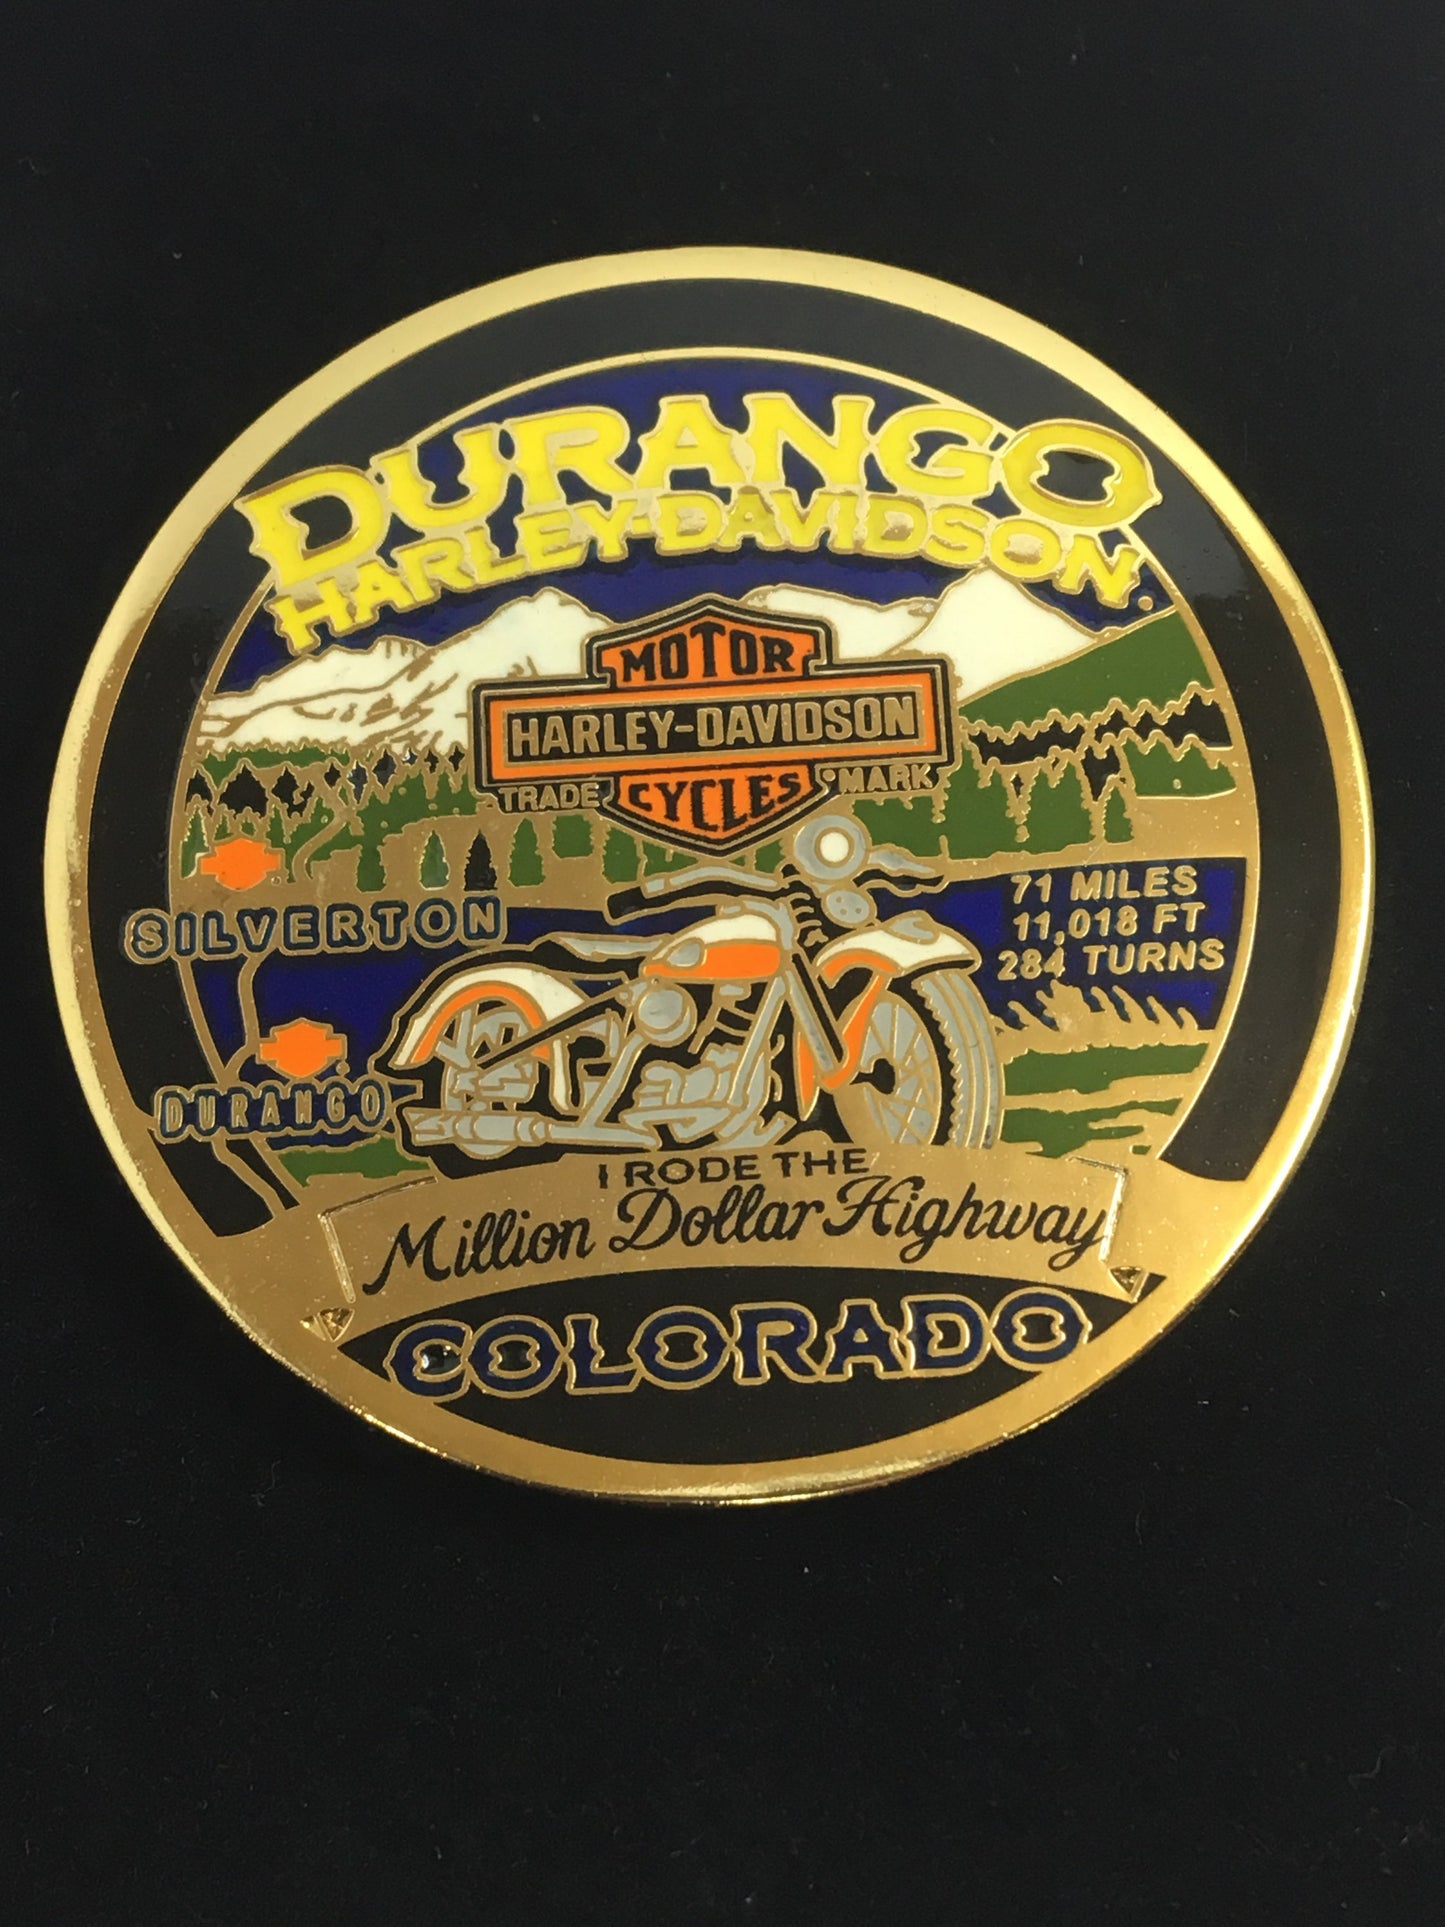 DURANGO
HARLEY-DAVIDSON
MOTOR
HARLEY-DAVIDSON
TRADE CYCLES MARK
71 MILES
11,018 FT
284 TURNS
SILVERTON
DURANGO
I RODE THE
Million Dollar Highway
COLORADO